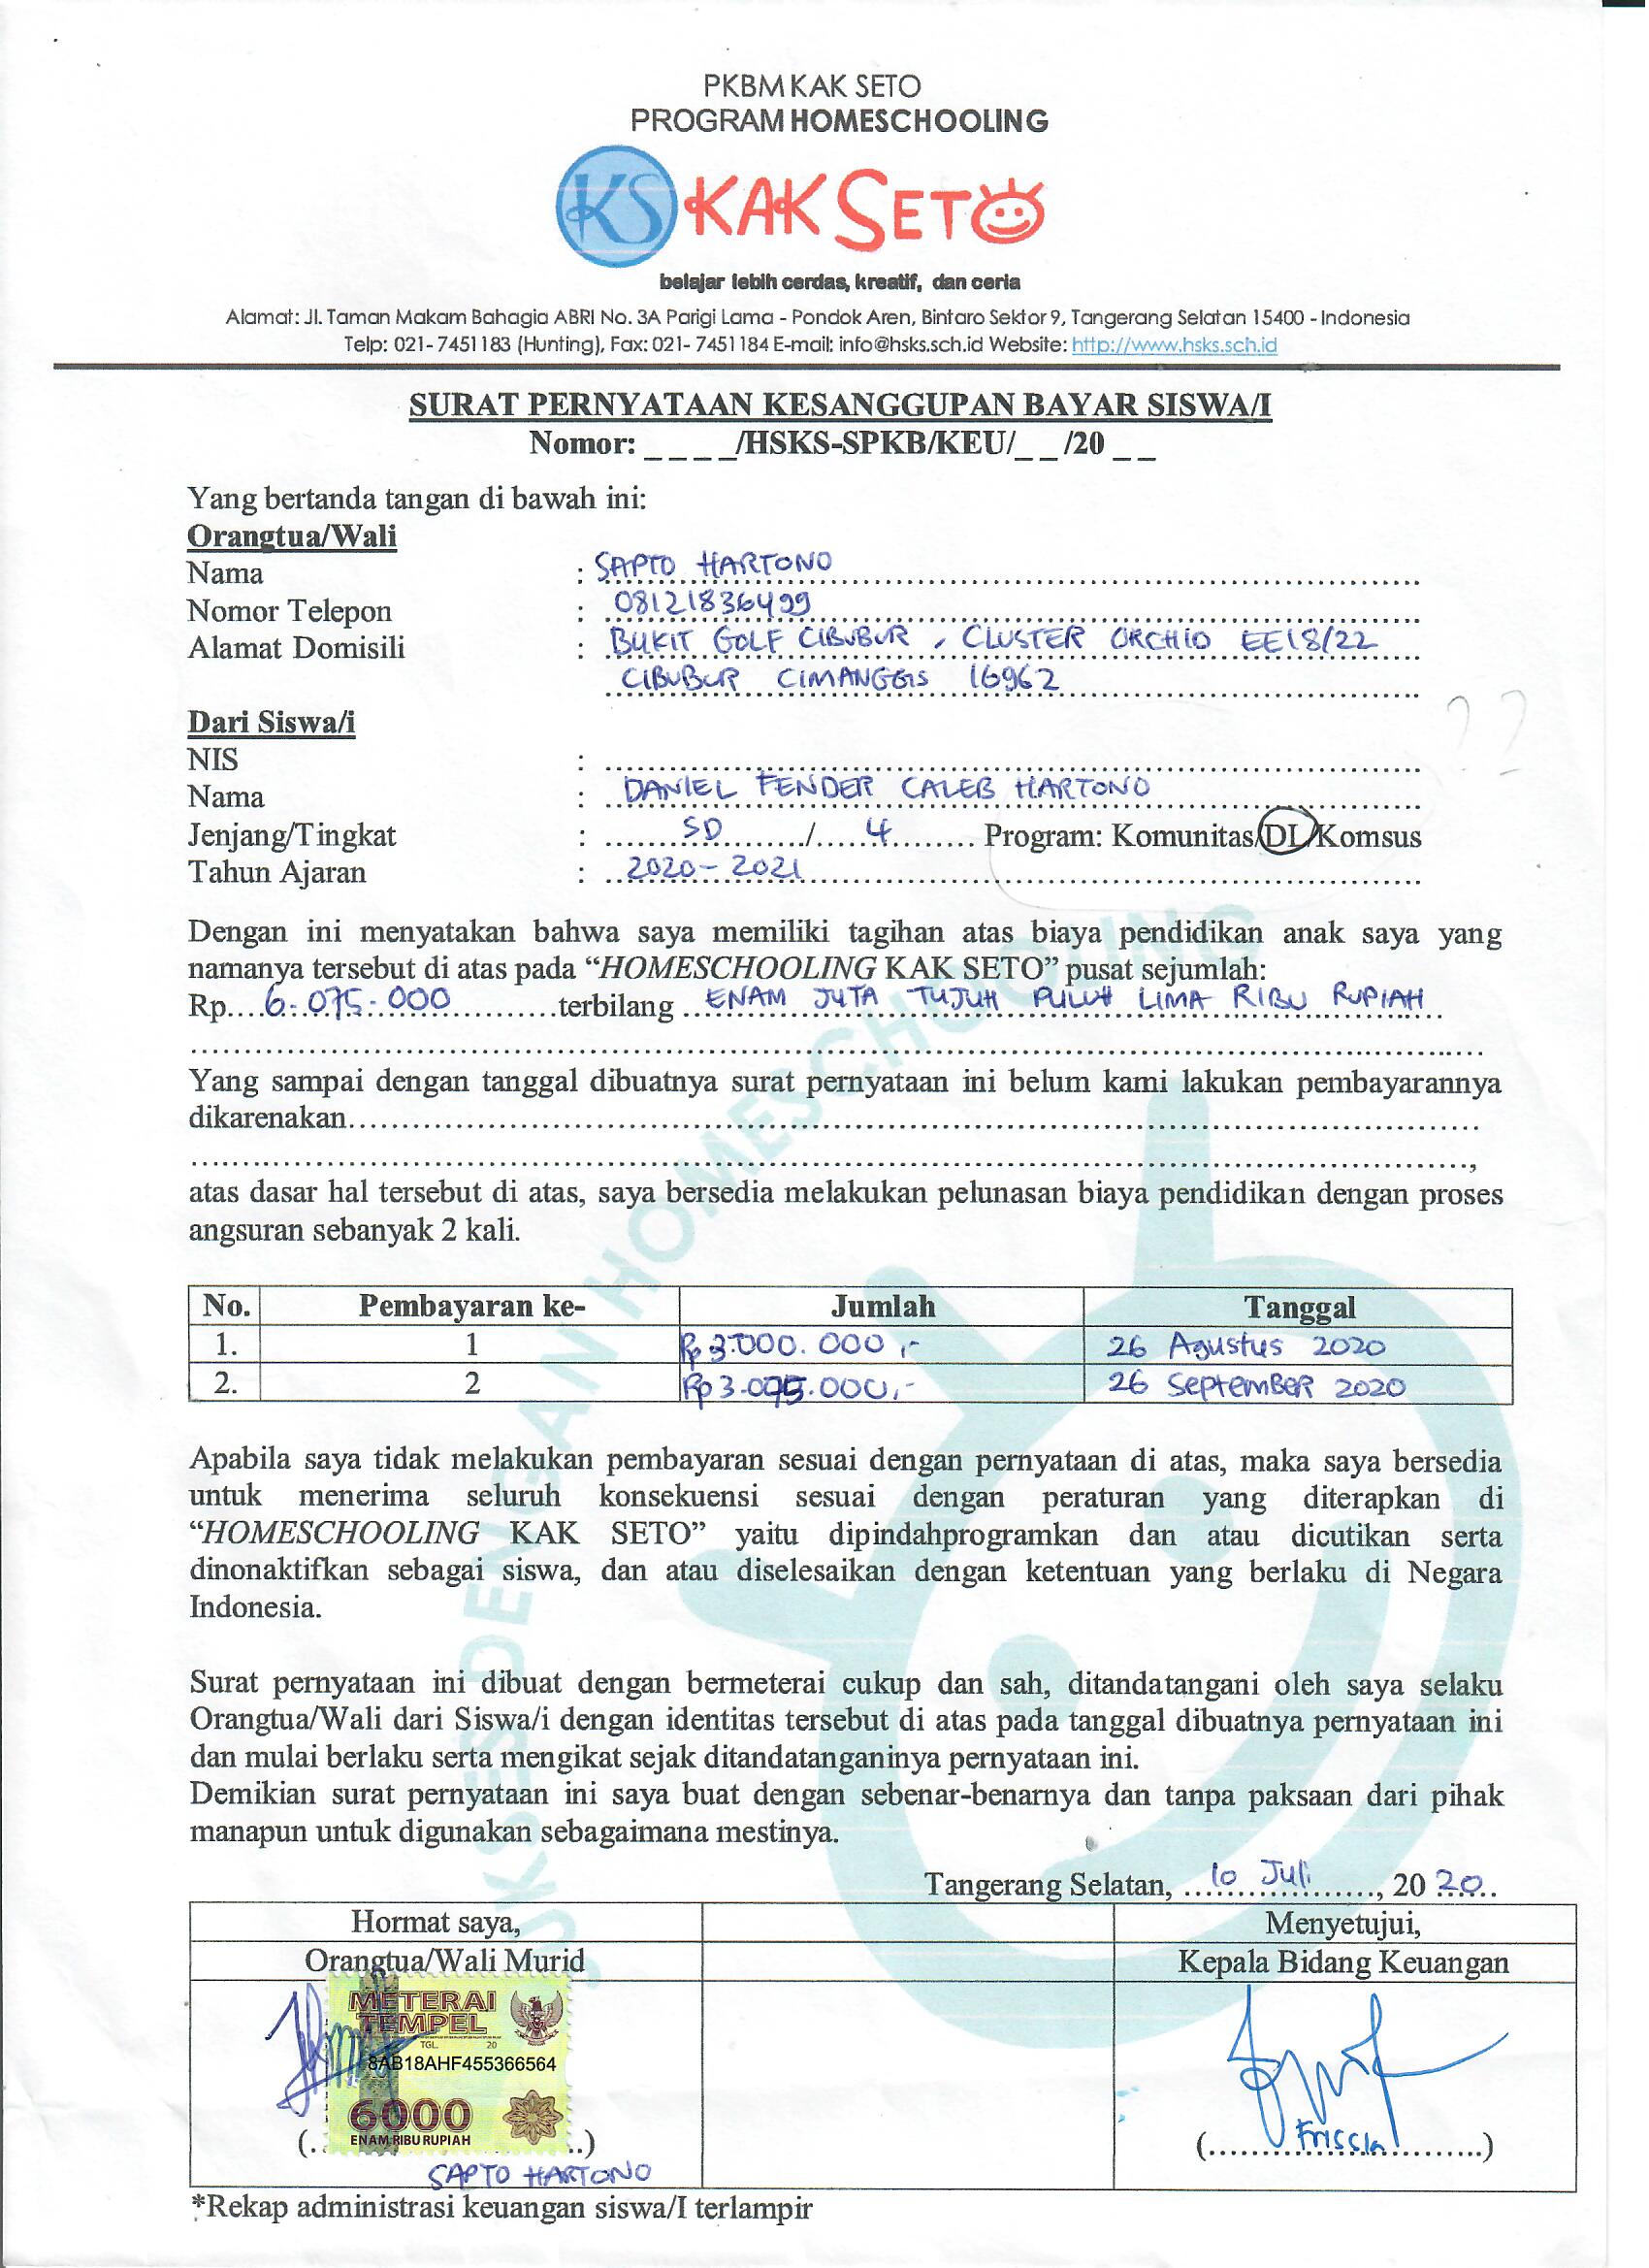 PKBM KAK SETO
PROGRAM HOMESCHOOLING
KS KAK SETO
belajar lebih cerdas, kreatif, dan ceria
Alamat: Jl. Taman Makam Bahagia ABRI No. 3A Parigi Lama - Pondok Aren, Bintaro Sektor 9, Tangerang Selatan 15400 - Indonesia
Telp: 021- 7451183 (Hunting), Fax: 021- 7451184 E-mail: info@hsks.sch.id Website: http://www.hsks.sch.id
SURAT PERNYATAAN KESANGGUPAN BAYAR SISWA/I
Nomor: _ _ _ _/HSKS-SPKB/KEU/_ _ /20 _ _
Yang bertanda tangan di bawah ini:
Orangtua/Wali
Nama : SAPTO HARTONO
Nomor Telepon : 08121836499
Alamat Domisili : BUKIT GOLF CIBUBUR, CLUSTER ORCHID EE18/22
CIBUBUR CIMANGGIS 16962
Dari Siswa/i
NIS :
Nama : DANIEL FENDER CALEB HARTONO
Jenjang/Tingkat : SD / 4 Program: Komunitas/DL/Komsus
Tahun Ajaran : 2020-2021
Dengan ini menyatakan bahwa saya memiliki tagihan atas biaya pendidikan anak saya yang
namanya tersebut di atas pada “HOMESCHOOLING KAK SETO” pusat sejumlah:
Rp....6.075.000..........terbilang ..ENAM JUTA TUJUH PULUH LIMA RIBU RUPIAH
Yang sampai dengan tanggal dibuatnya surat pernyataan ini belum kami lakukan pembayarannya
dikarenakan
atas dasar hal tersebut di atas, saya bersedia melakukan pelunasan biaya pendidikan dengan proses
angsuran sebanyak 2 kali.
No. Pembayaran ke- Jumlah Tanggal
1. 1 Rp 3.000.000,- 26 Agustus 2020
2. 2 Rp 3.075.000,- 26 September 2020
Apabila saya tidak melakukan pembayaran sesuai dengan pernyataan di atas, maka saya bersedia
untuk menerima seluruh konsekuensi sesuai dengan peraturan yang diterapkan di
“HOMESCHOOLING KAK SETO” yaitu dipindahprogramkan dan atau dicutikan serta
dinonaktifkan sebagai siswa, dan atau diselesaikan dengan ketentuan yang berlaku di Negara
Indonesia.
Surat pernyataan ini dibuat dengan bermeterai cukup dan sah, ditandatangani oleh saya selaku
Orangtua/Wali dari Siswa/i dengan identitas tersebut di atas pada tanggal dibuatnya pernyataan ini
dan mulai berlaku serta mengikat sejak ditandatanganinya pernyataan ini.
Demikian surat pernyataan ini saya buat dengan sebenar-benarnya dan tanpa paksaan dari pihak
manapun untuk digunakan sebagaimana mestinya.
Tangerang Selatan, 10 Juli, 2020
Hormat saya, Menyetujui,
Orangtua/Wali Murid Kepala Bidang Keuangan
METERAI
TEMPEL
TGL. 20
8AB18AHF455366564
6000
ENAM RIBU RUPIAH
(..............) (....Frissia....)
SAPTO HARTONO
*Rekap administrasi keuangan siswa/I terlampir
DENGAN HOMESCHOOLING